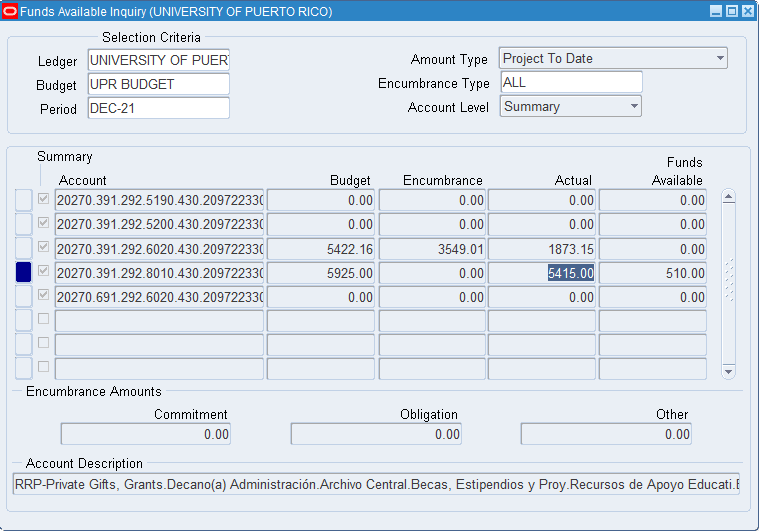 Funds Available Inquiry (UNIVERSITY OF PUERTO RICO)
Selection Criteria
Ledger UNIVERSITY OF PUER Amount Type Project To Date
Budget UPR BUDGET Encumbrance Type ALL
Period DEC-21 Account Level Summary
Summary
Funds
Account Budget Encumbrance Actual Available
20270.391.292.5190.430.209722330 0.00 0.00 0.00 0.00
20270.391.292.5200.430.209722330 0.00 0.00 0.00 0.00
20270.391.292.6020.430.209722330 5422.16 3549.01 1873.15 0.00
20270.391.292.8010.430.209722330 5925.00 0.00 5415.00 510.00
20270.691.292.6020.430.209722330 0.00 0.00 0.00 0.00
Encumbrance Amounts
Commitment Obligation Other
0.00 0.00 0.00
Account Description
RRP-Private Gifts, Grants.Decano(a) Administración.Archivo Central.Becas, Estipendios y Proy.Recursos de Apoyo Educati.E